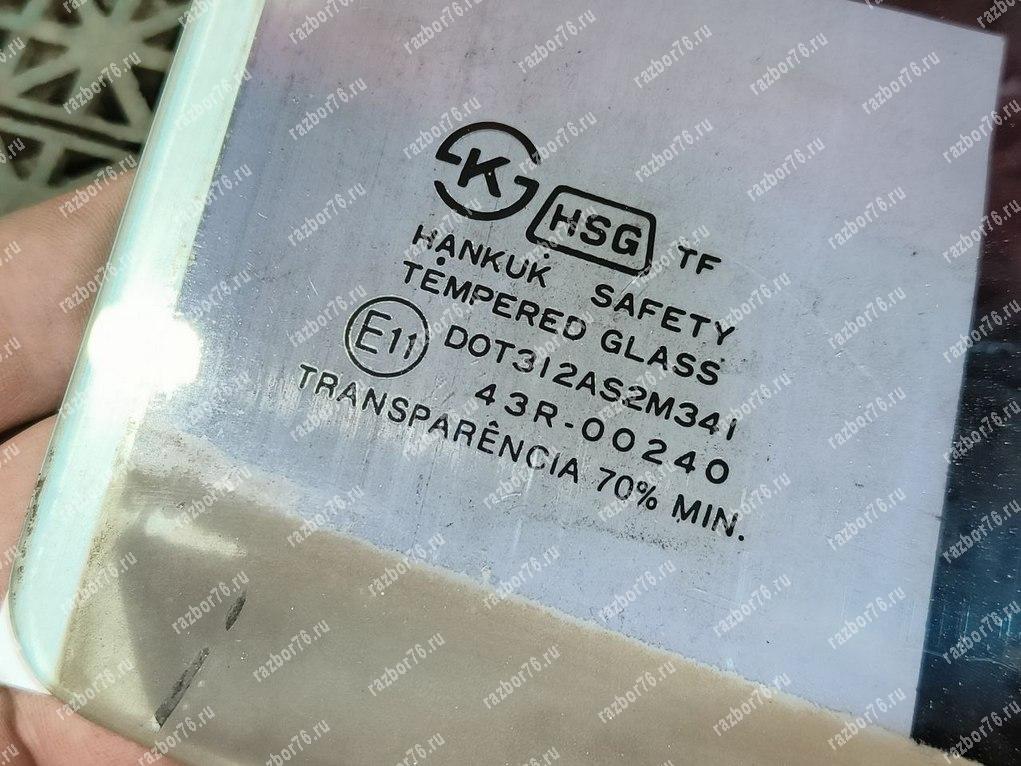 K
HSG TF
HANKUK SAFETY
TEMPERED GLASS
E11 DOT312AS2M341
43R-00240
TRANSPARÊNCIA 70% MIN.
razbor76.ru